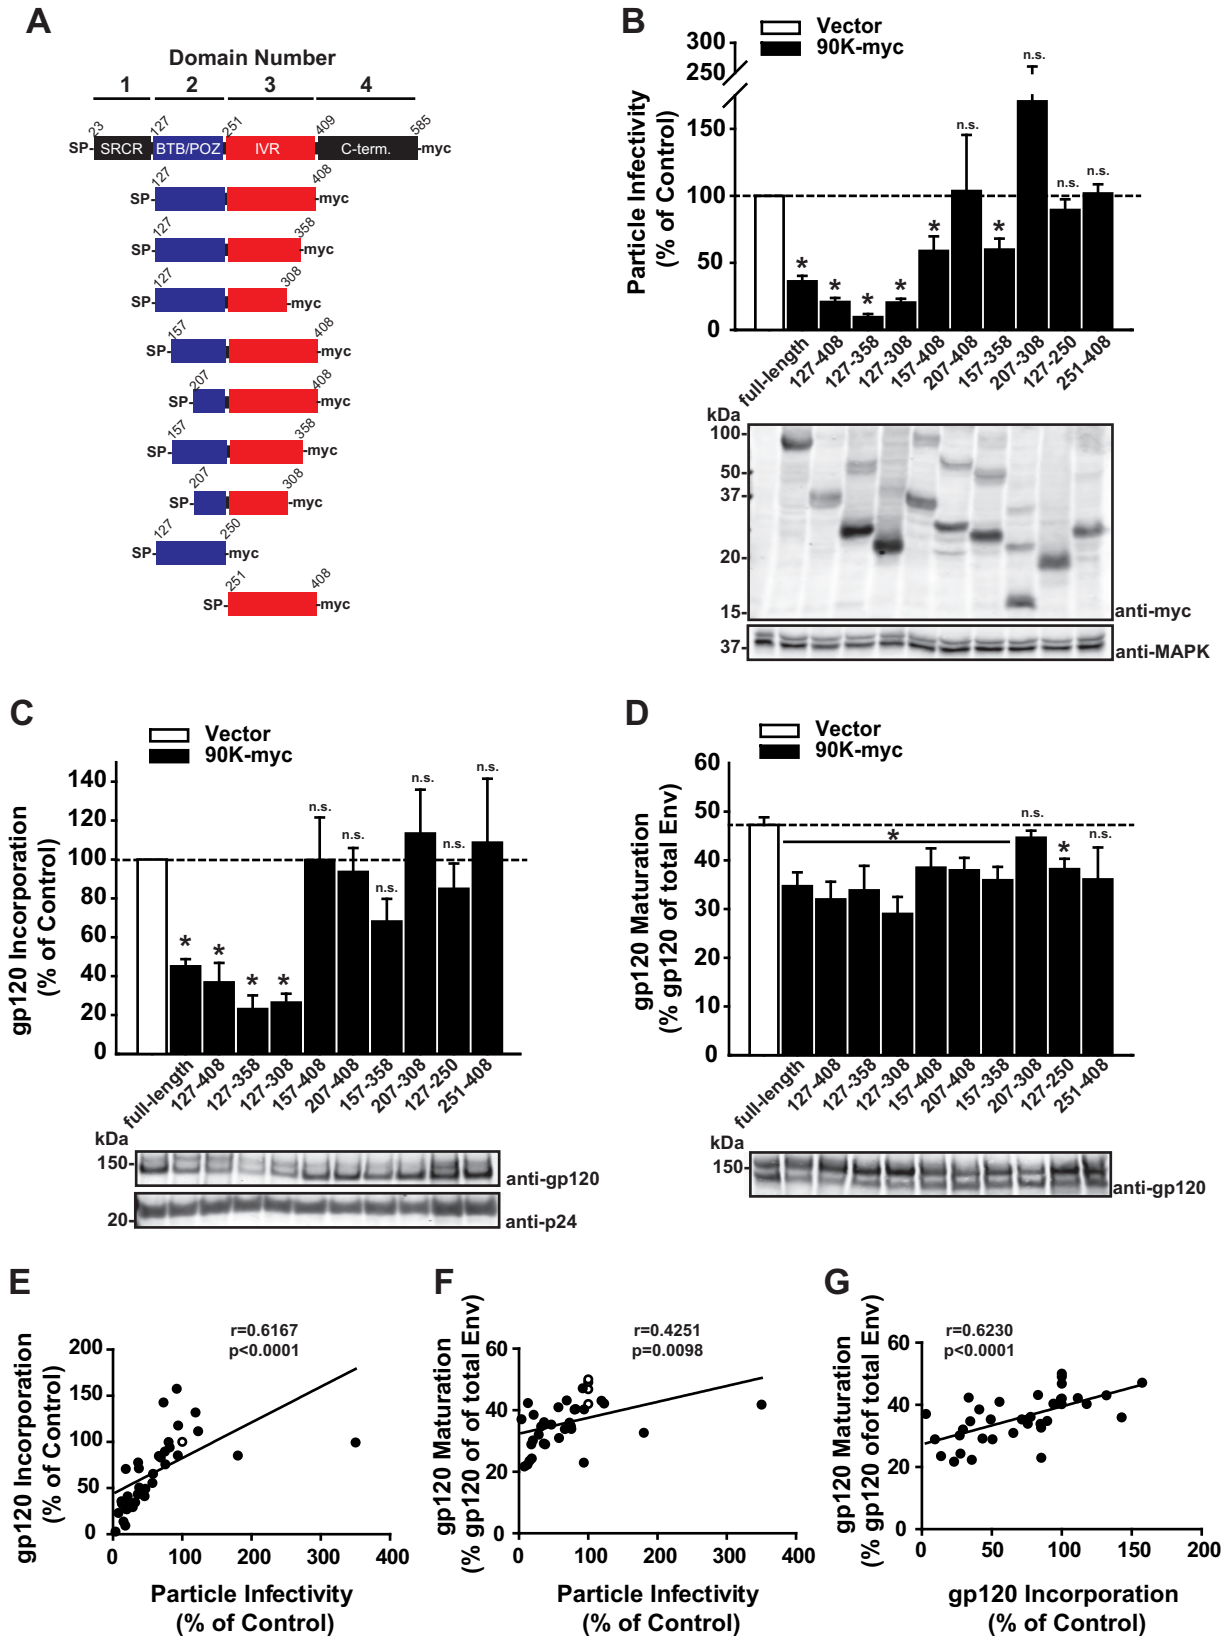 A
Domain Number
1 2 3 4
23 127 251 409 585
SP- SRCR BTB/POZ IVR C-term. -myc
127 408
SP- -myc
127 358
SP- -myc
127 308
SP- -myc
157 408
SP- -myc
207 408
SP- -myc
157 358
SP- -myc
207 308
SP- -myc
127 250
SP- -myc
251 408
SP- -myc
B
Vector
90K-myc
Particle Infectivity
(% of Control)
300
250
150
100
50
0
* * * * * n.s. * n.s. n.s. n.s.
full-length 127-408 127-358 127-308 157-408 207-408 157-358 207-308 127-250 251-408
kDa
100-
50-
37-
20-
15-
anti-myc
37-
anti-MAPK
C
Vector
90K-myc
gp120 Incorporation
(% of Control)
140
120
100
80
60
40
20
0
* * * * n.s. n.s. n.s. n.s. n.s. n.s.
full-length 127-408 127-358 127-308 157-408 207-408 157-358 207-308 127-250 251-408
kDa
150-
anti-gp120
20-
anti-p24
D
Vector
90K-myc
gp120 Maturation
(% gp120 of total Env)
60
50
40
30
20
10
0
* n.s. * n.s.
full-length 127-408 127-358 127-308 157-408 207-408 157-358 207-308 127-250 251-408
kDa
150-
anti-gp120
E
gp120 Incorporation
(% of Control)
r=0.6167
p<0.0001
200
150
100
50
0
0 100 200 300 400
Particle Infectivity
(% of Control)
F
gp120 Maturation
(% gp120 of of total Env)
r=0.4251
p=0.0098
60
40
20
0
0 100 200 300 400
Particle Infectivity
(% of Control)
G
gp120 Maturation
(% gp120 of of total Env)
r=0.6230
p<0.0001
60
40
20
0
0 50 100 150 200
gp120 Incorporation
(% of Control)